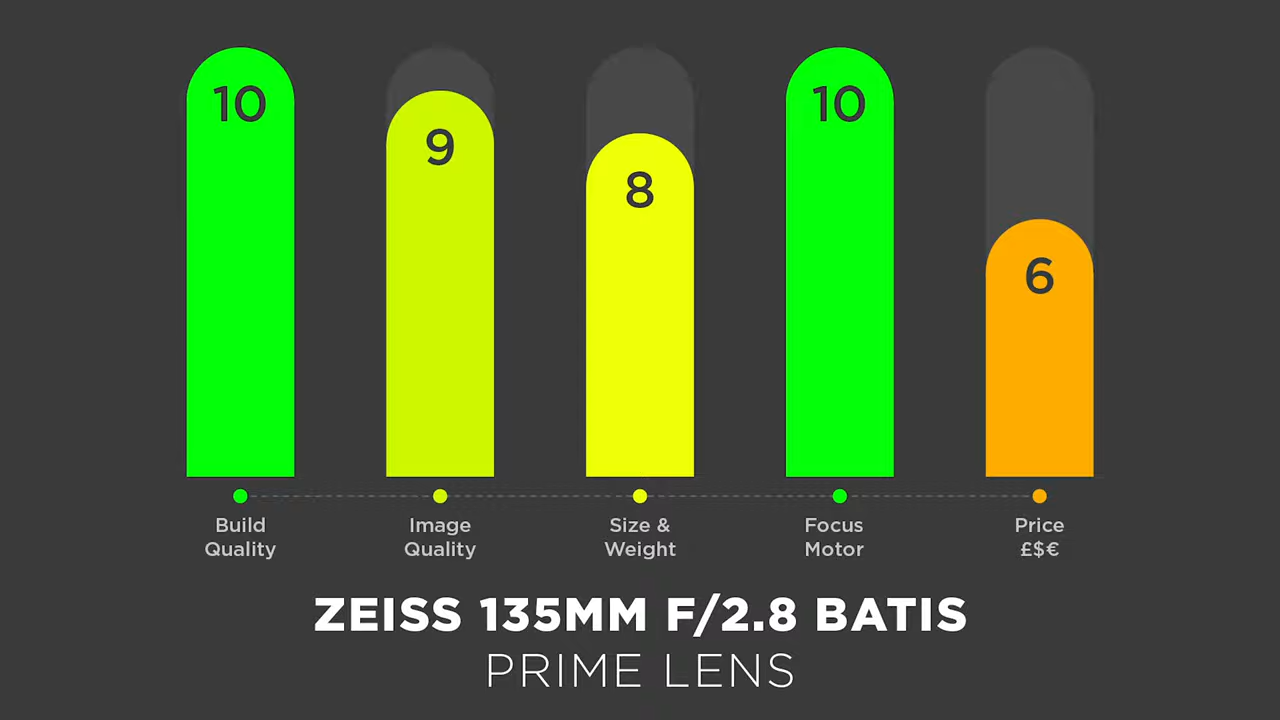 10
9
8
10
6
Build
Quality
Image
Quality
Size &
Weight
Focus
Motor
Price
£$€
ZEISS 135MM F/2.8 BATIS
PRIME LENS